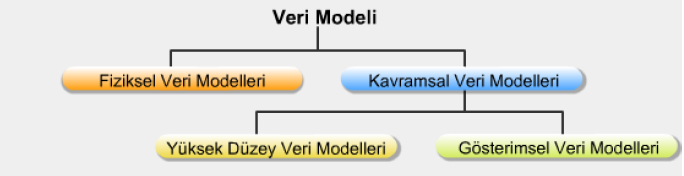 Veri Modeli
Fiziksel Veri Modelleri
Kavramsal Veri Modelleri
Yüksek Düzey Veri Modelleri
Gösterimsel Veri Modelleri